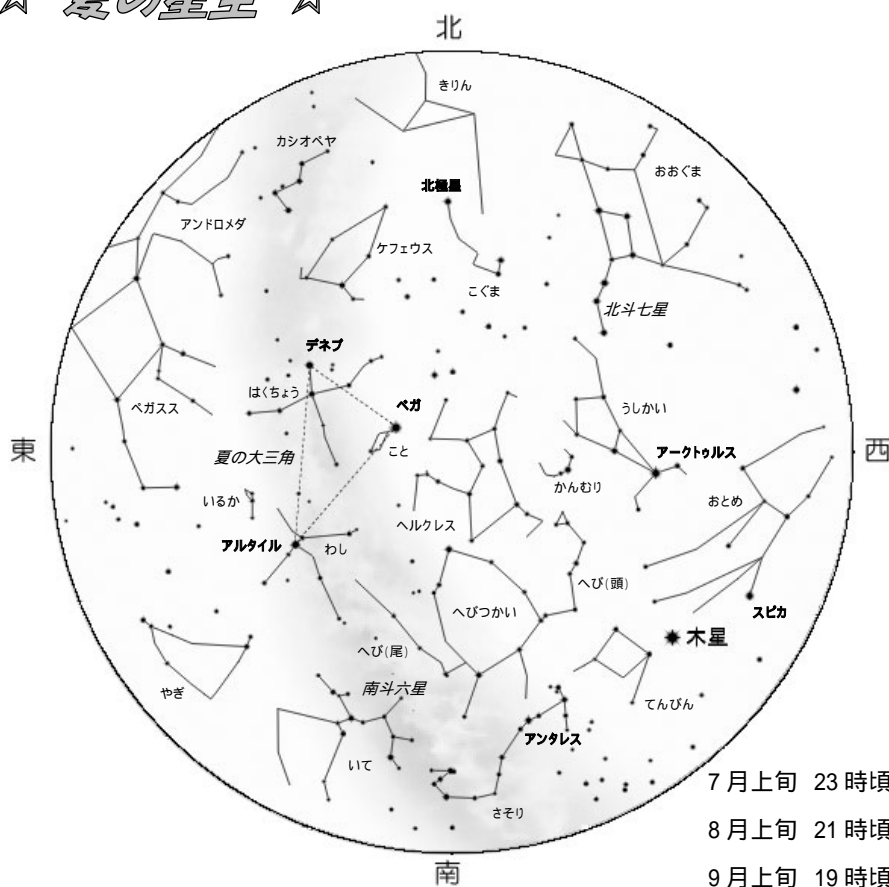 ☆ 夏の星空 ☆
北
きりん
カシオペヤ
おおぐま
北極星
アンドロメダ
ケフェウス
こぐま
北斗七星
デネブ
はくちょう
ペガスス
ベガ
うしかい
東
夏の大三角
こと
アークトゥルス
西
かんむり
いるか
ヘルクレス
おとめ
アルタイル
わし
へび(頭)
へびつかい
スピカ
木星
へび(尾)
やぎ
南斗六星
てんびん
アンタレス
いて
さそり
7月上旬 23時頃
8月上旬 21時頃
9月上旬 19時頃
南